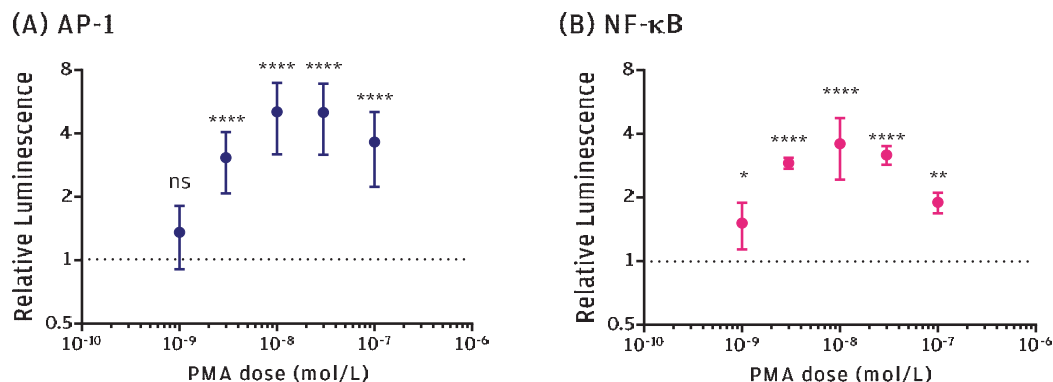 (A) AP-1
Relative Luminescence
8
4
2
1
0.5
ns
****
****
****
****
10⁻¹⁰ 10⁻⁹ 10⁻⁸ 10⁻⁷ 10⁻⁶
PMA dose (mol/L)
(B) NF-κB
Relative Luminescence
8
4
2
1
0.5
*
****
****
****
**
10⁻¹⁰ 10⁻⁹ 10⁻⁸ 10⁻⁷ 10⁻⁶
PMA dose (mol/L)